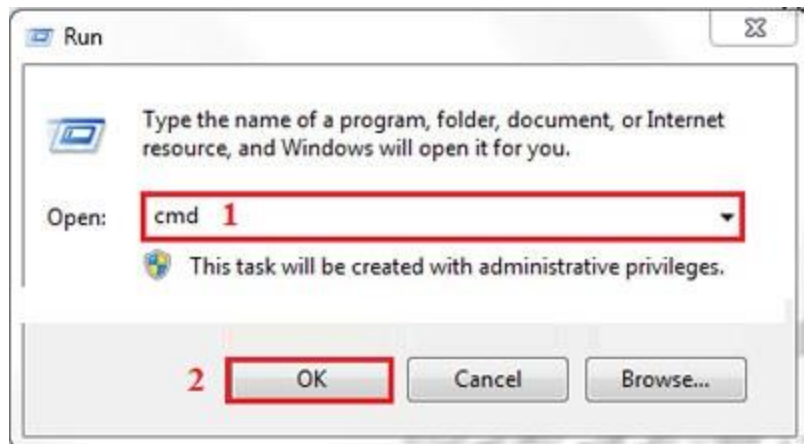 Run
Type the name of a program, folder, document, or Internet
resource, and Windows will open it for you.
Open: cmd 1
This task will be created with administrative privileges.
2 OK Cancel Browse...